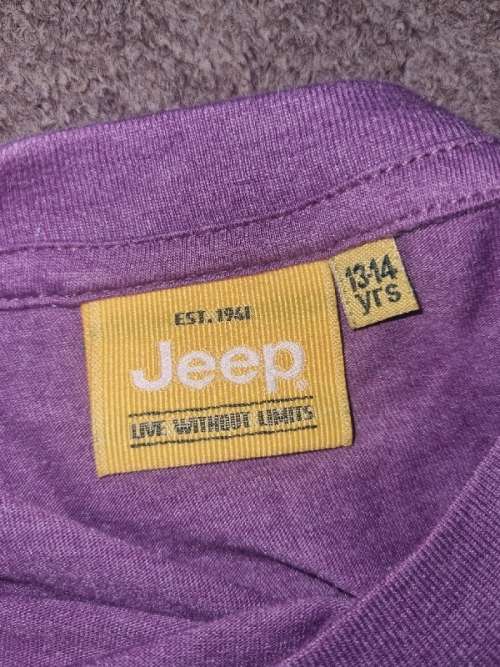 EST. 1941
Jeep
LIVE WITHOUT LIMITS
13-14
yrs